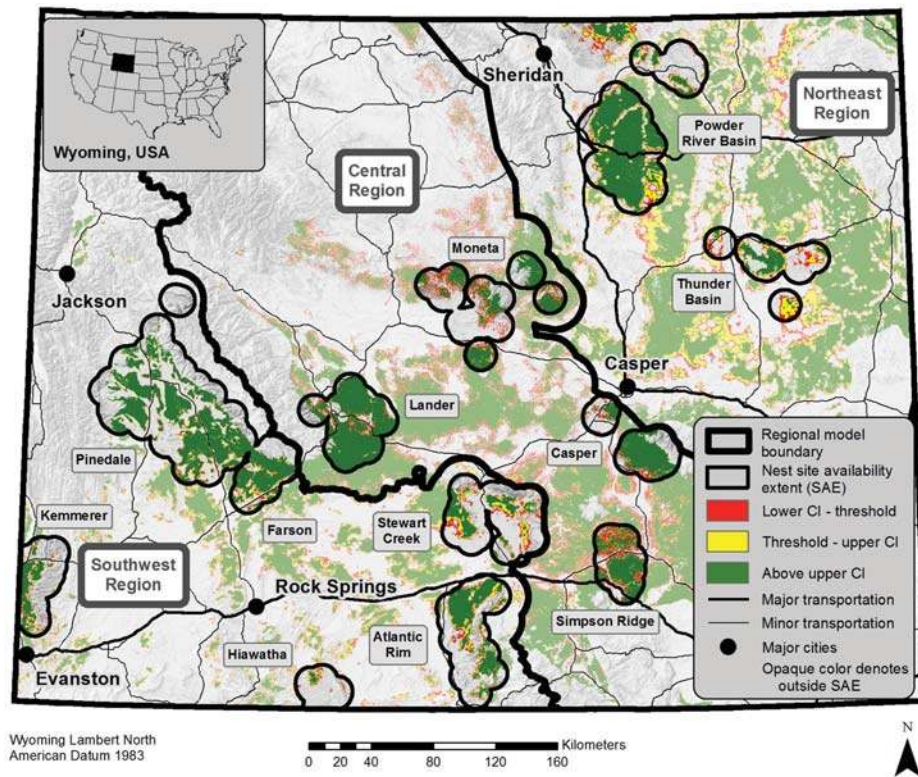 Wyoming, USA
Sheridan
Northeast
Region
Powder
River Basin
Central
Region
Moneta
Jackson
Thunder
Basin
Casper
Lander
Pinedale
Casper
Kemmerer
Farson
Stewart
Creek
Southwest
Region
Rock Springs
Simpson Ridge
Atlantic
Rim
Hiawatha
Evanston
Regional model
boundary
Nest site availability
extent (SAE)
Lower CI - threshold
Threshold - upper CI
Above upper CI
Major transportation
Minor transportation
Major cities
Opaque color denotes
outside SAE
Wyoming Lambert North
American Datum 1983
Kilometers
0 20 40 80 120 160
N